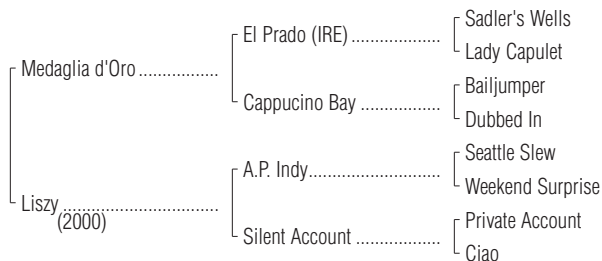 Sadler's Wells
El Prado (IRE) ....................
Lady Capulet
Medaglia d'Oro ..................
Bailjumper
Cappucino Bay ..................
Dubbed In
Seattle Slew
A.P. Indy.............................
Weekend Surprise
Liszy ...................................
(2000)
Private Account
Silent Account ...................
Ciao